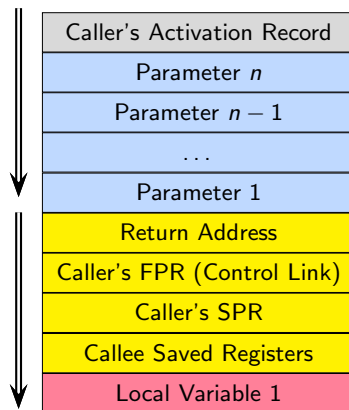 Caller's Activation Record
Parameter n
Parameter n − 1
...
Parameter 1
Return Address
Caller's FPR (Control Link)
Caller's SPR
Callee Saved Registers
Local Variable 1